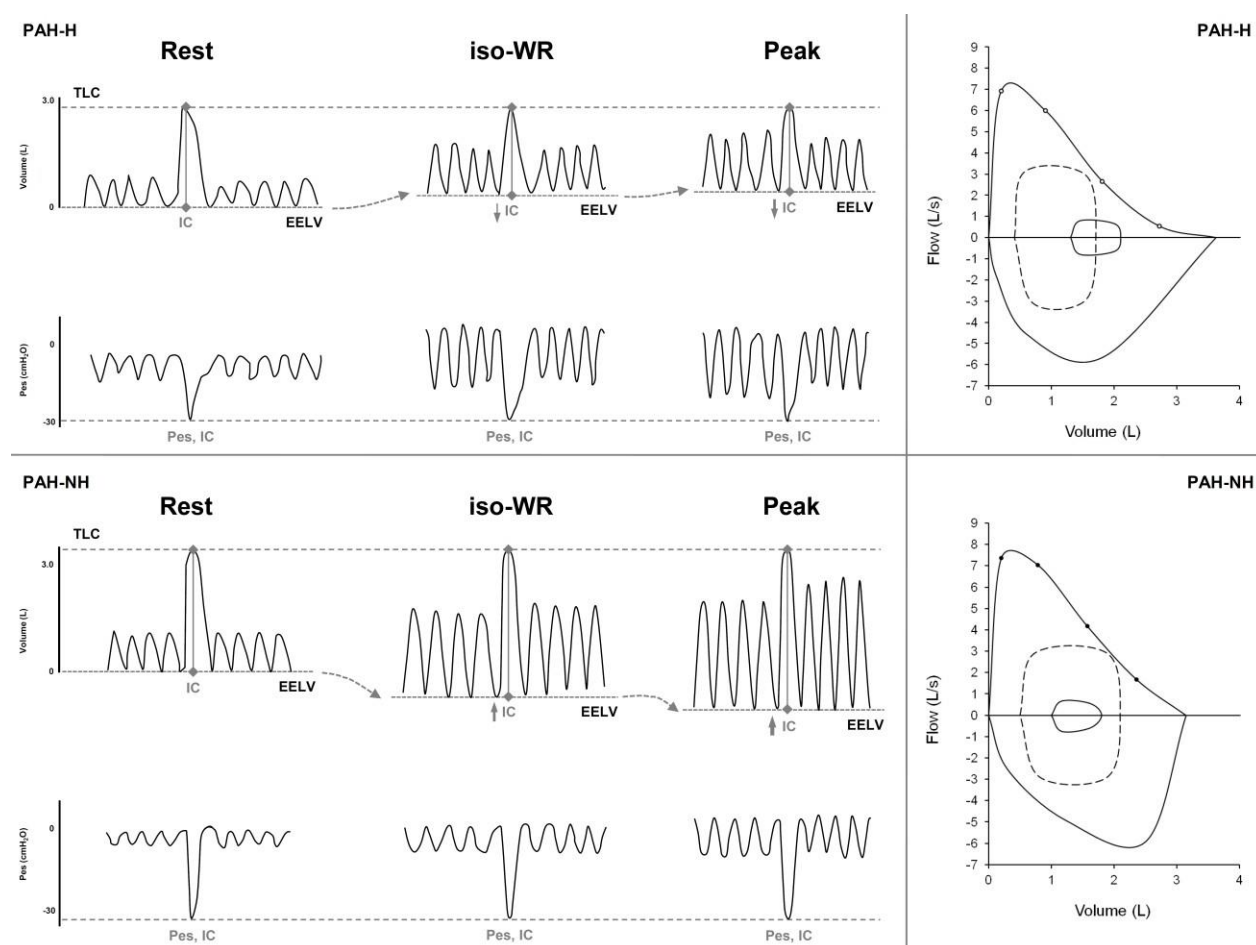 PAH-H
Rest iso-WR Peak
TLC
3.0
Volume (L)
0
IC EELV
IC EELV
IC EELV
0
Pes (cmH2O)
-30
Pes, IC Pes, IC Pes, IC
PAH-H
9
8
7
6
5
4
3
2
1
0
-1
-2
-3
-4
-5
-6
-7
Flow (L/s)
0 1 2 3 4
Volume (L)
PAH-NH
Rest iso-WR Peak
TLC
3.0
Volume (L)
0
IC EELV
IC EELV
IC EELV
0
Pes (cmH2O)
-30
Pes, IC Pes, IC Pes, IC
PAH-NH
9
8
7
6
5
4
3
2
1
0
-1
-2
-3
-4
-5
-6
-7
Flow (L/s)
0 1 2 3 4
Volume (L)